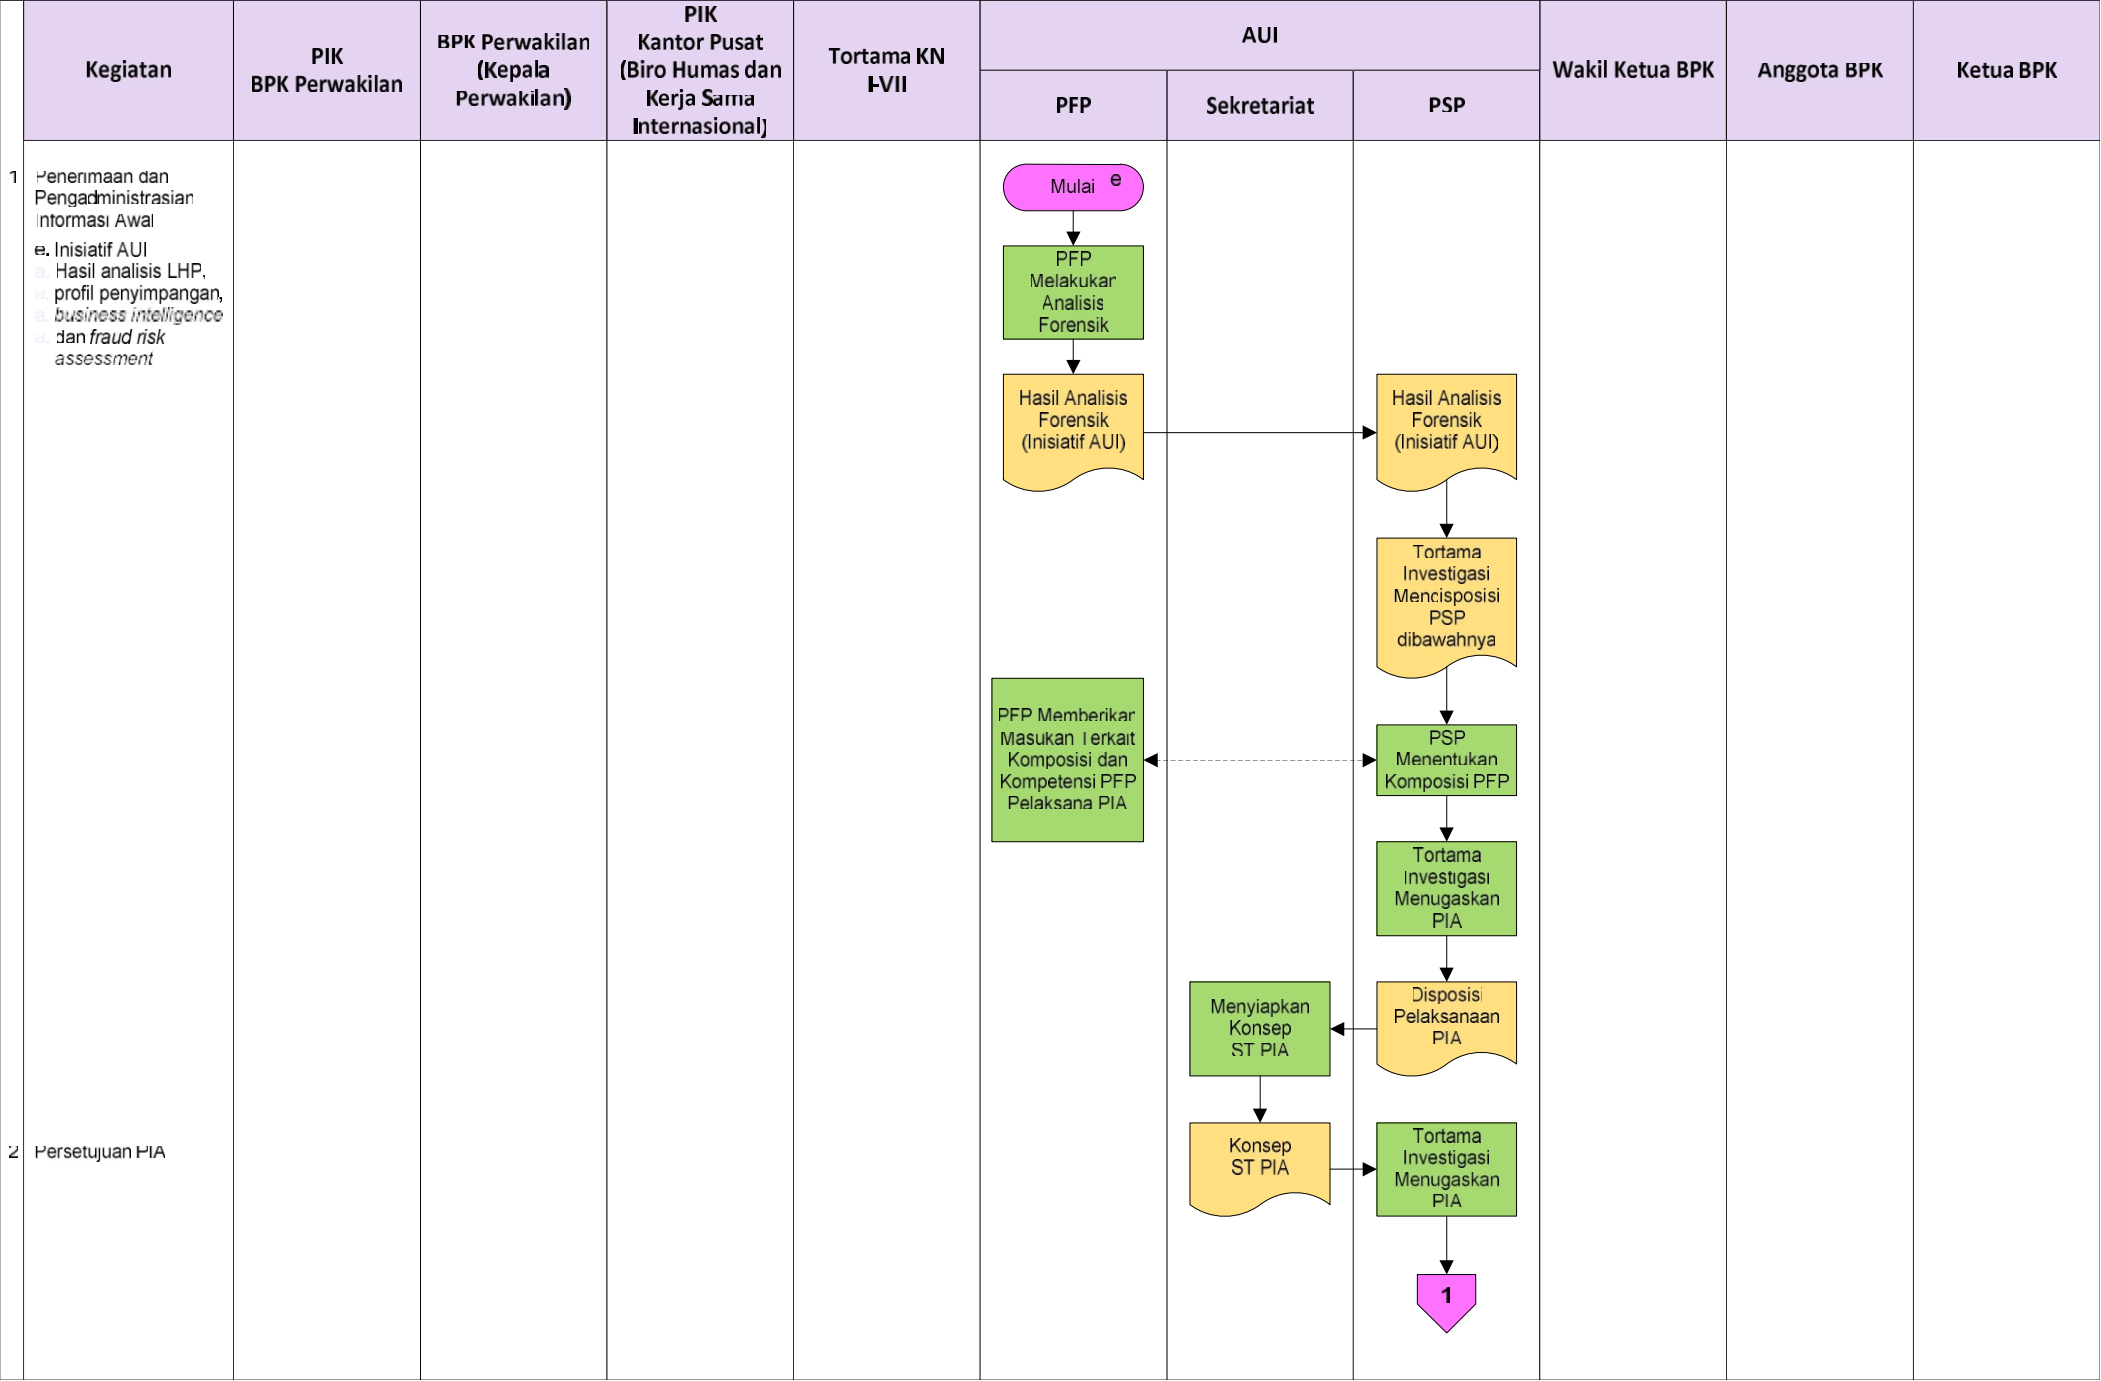 Kegiatan
PIK
BPK Perwakilan
BPK Perwakilan
(Kepala
Perwakilan)
PIK
Kantor Pusat
(Biro Humas dan
Kerja Sama
Internasional)
Tortama KN
I-VII
AUI
PFP
Sekretariat
PSP
Wakil Ketua BPK
Anggota BPK
Ketua BPK
1
Penerimaan dan
Pengadministrasian
Informasi Awal
e. Inisiatif AUI
a. Hasil analisis LHP,
a. profil penyimpangan,
a. business intelligence
a. dan fraud risk
assessment
Mulai e
PFP
Melakukan
Analisis
Forensik
Hasil Analisis
Forensik
(Inisiatif AUI)
Hasil Analisis
Forensik
(Inisiatif AUI)
Tortama
Investigasi
Mencisposisi
PSP
dibawahnya
PFP Memberikan
Masukan Terkait
Komposisi dan
Kompetensi PFP
Pelaksana PIA
PSP
Menentukan
Komposisi PFP
Tortama
Investigasi
Menugaskan
PIA
Disposisi
Pelaksanaan
PIA
Menyiapkan
Konsep
ST PIA
2
Persetujuan PIA
Konsep
ST PIA
Tortama
Investigasi
Menugaskan
PIA
1